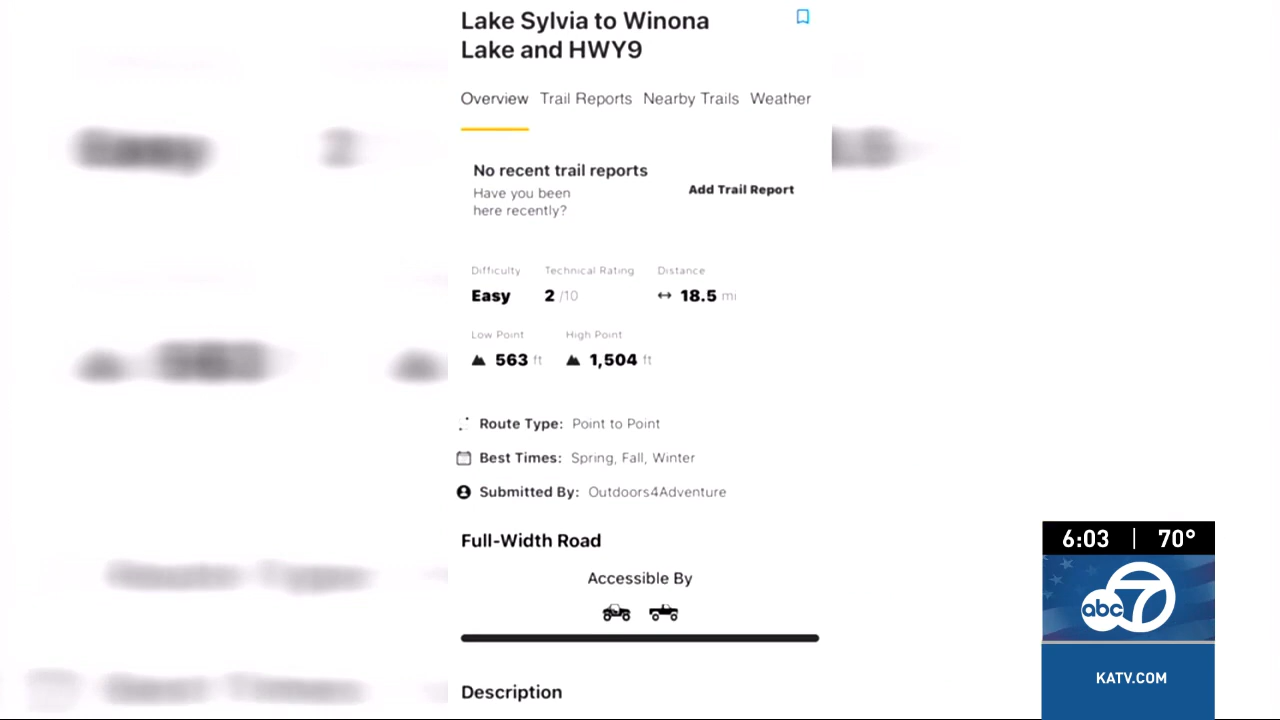 Lake Sylvia to Winona
Lake and HWY9
Overview Trail Reports Nearby Trails Weather
No recent trail reports
Have you been
here recently?
Add Trail Report
Difficulty Technical Rating Distance
Easy 2 /10 18.5 mi
Low Point High Point
563 ft 1,504 ft
Route Type: Point to Point
Best Times: Spring, Fall, Winter
Submitted By: Outdoors4Adventure
Full-Width Road
Accessible By
Description
6:03 | 70°
abc 7
KATV.COM